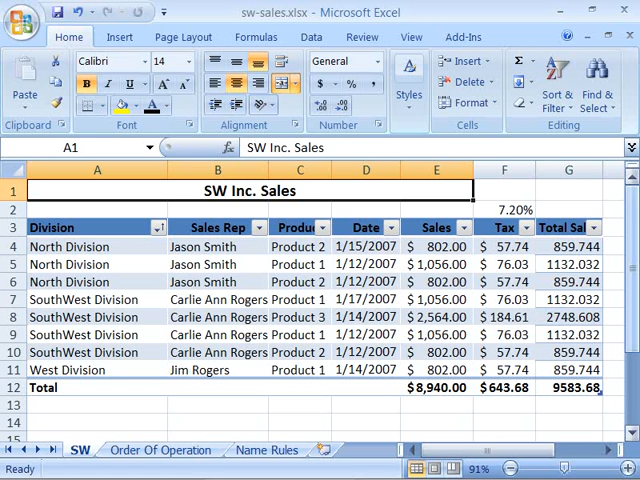 sw-sales.xlsx - Microsoft Excel
Home Insert Page Layout Formulas Data Review View Add-Ins
Paste
Calibri 14
B I U A A
A
General
$ % ,
.0 .00 .00 .0
A
Styles
Insert
Delete
Format
Σ
Sort & Filter
Find & Select
Clipboard Font Alignment Number Cells Editing
A1 fx SW Inc. Sales
A B C D E F G
1 SW Inc. Sales
2 7.20%
3 Division Sales Rep Produc Date Sales Tax Total Sal
4 North Division Jason Smith Product 2 1/15/2007 $ 802.00 $ 57.74 859.744
5 North Division Jason Smith Product 1 1/12/2007 $ 1,056.00 $ 76.03 1132.032
6 North Division Jason Smith Product 2 1/12/2007 $ 802.00 $ 57.74 859.744
7 SouthWest Division Carlie Ann Rogers Product 1 1/17/2007 $ 1,056.00 $ 76.03 1132.032
8 SouthWest Division Carlie Ann Rogers Product 3 1/14/2007 $ 2,564.00 $ 184.61 2748.608
9 SouthWest Division Carlie Ann Rogers Product 1 1/12/2007 $ 1,056.00 $ 76.03 1132.032
10 SouthWest Division Carlie Ann Rogers Product 2 1/12/2007 $ 802.00 $ 57.74 859.744
11 West Division Jim Rogers Product 1 1/14/2007 $ 802.00 $ 57.74 859.744
12 Total $ 8,940.00 $ 643.68 9583.68
13
14
15
SW Order Of Operation Name Rules
Ready 91%